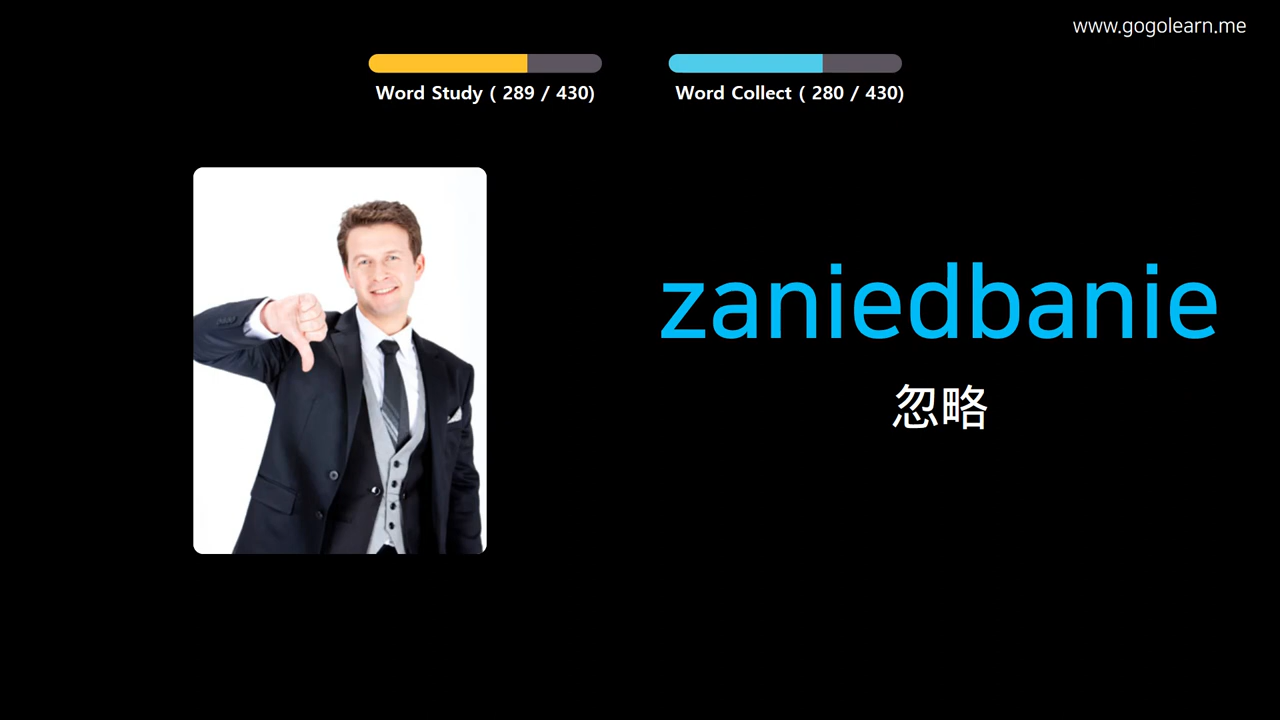 www.gogolearn.me
Word Study ( 289 / 430)
Word Collect ( 280 / 430)
zaniedbanie
忽略